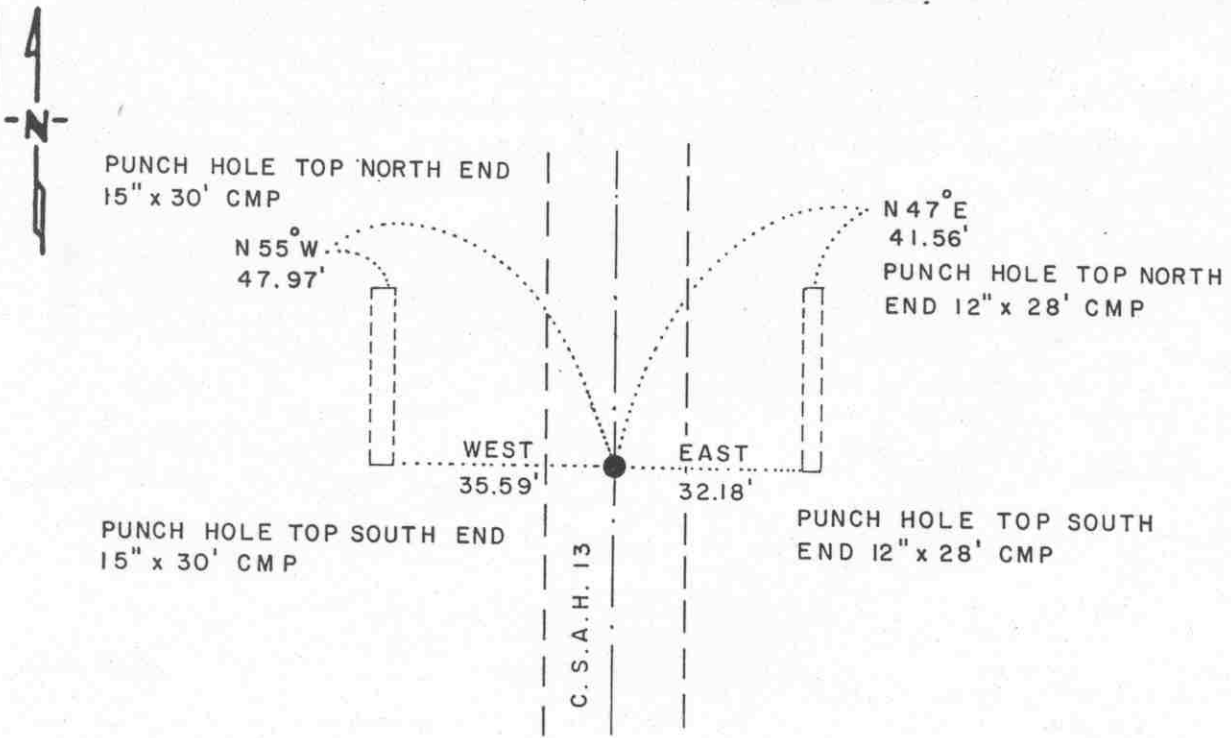 -N-
PUNCH HOLE TOP NORTH END
15" x 30' CMP
N 55°W
47.97'
N 47°E
41.56'
PUNCH HOLE TOP NORTH
END 12" x 28' CMP
WEST
35.59'
EAST
32.18'
PUNCH HOLE TOP SOUTH END
15" x 30' CMP
PUNCH HOLE TOP SOUTH
END 12" x 28' CMP
C. S. A. H. 13